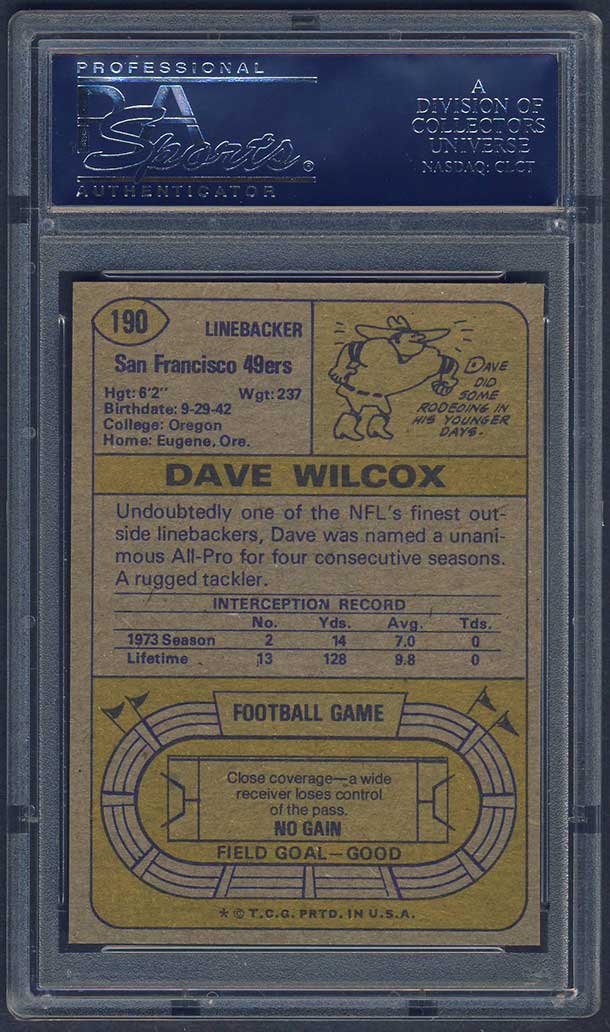 PROFESSIONAL
PSA
Sports®
AUTHENTICATOR
A
DIVISION OF
COLLECTORS
UNIVERSE
NASDAQ: CLCT
190
LINEBACKER
San Francisco 49ers
Hgt: 6'2" Wgt: 237
Birthdate: 9-29-42
College: Oregon
Home: Eugene, Ore.
DAVE
DID
SOME
RODEOING IN
HIS YOUNGER
DAYS.
DAVE WILCOX
Undoubtedly one of the NFL's finest out-
side linebackers, Dave was named a unani-
mous All-Pro for four consecutive seasons.
A rugged tackler.
INTERCEPTION RECORD
No. Yds. Avg. Tds.
1973 Season 2 14 7.0 0
Lifetime 13 128 9.8 0
FOOTBALL GAME
Close coverage—a wide
receiver loses control
of the pass.
NO GAIN
FIELD GOAL—GOOD
* © T.C.G. PRTD. IN U.S.A.